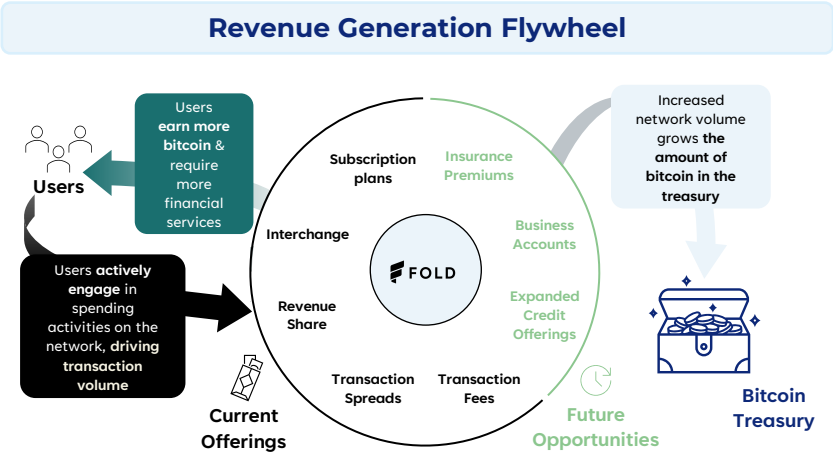 Revenue Generation Flywheel
Users
earn more
bitcoin &
require
more
financial
services
Users
Users actively
engage in
spending
activities on the
network, driving
transaction
volume
Subscription
plans
Interchange
Revenue
Share
Transaction
Spreads
Transaction
Fees
Current
Offerings
FOLD
Insurance
Premiums
Business
Accounts
Expanded
Credit
Offerings
Future
Opportunities
Increased
network volume
grows the
amount of
bitcoin in the
treasury
Bitcoin
Treasury